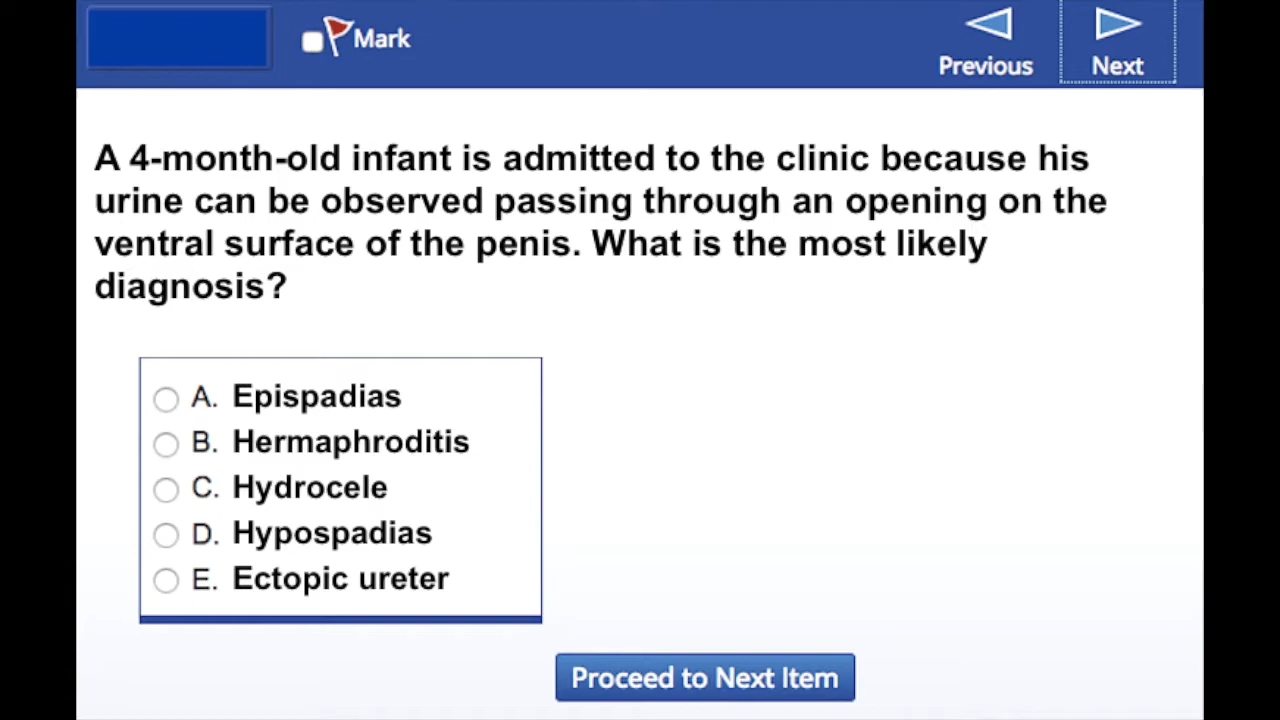 Mark
Previous
Next
A 4-month-old infant is admitted to the clinic because his
urine can be observed passing through an opening on the
ventral surface of the penis. What is the most likely
diagnosis?
A. Epispadias
B. Hermaphroditis
C. Hydrocele
D. Hypospadias
E. Ectopic ureter
Proceed to Next Item